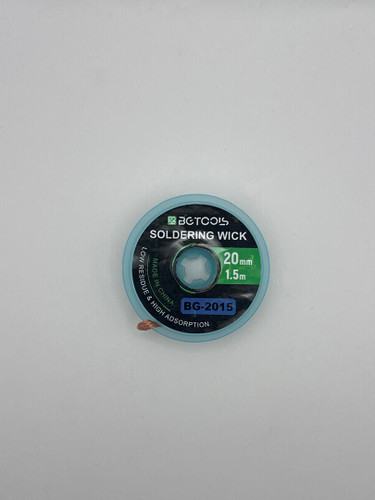 BGTOOLS
SOLDERING WICK
20mm
1.5m
MADE IN CHINA
BG-2015
LOW RESIDUE & HIGH ADSORPTION